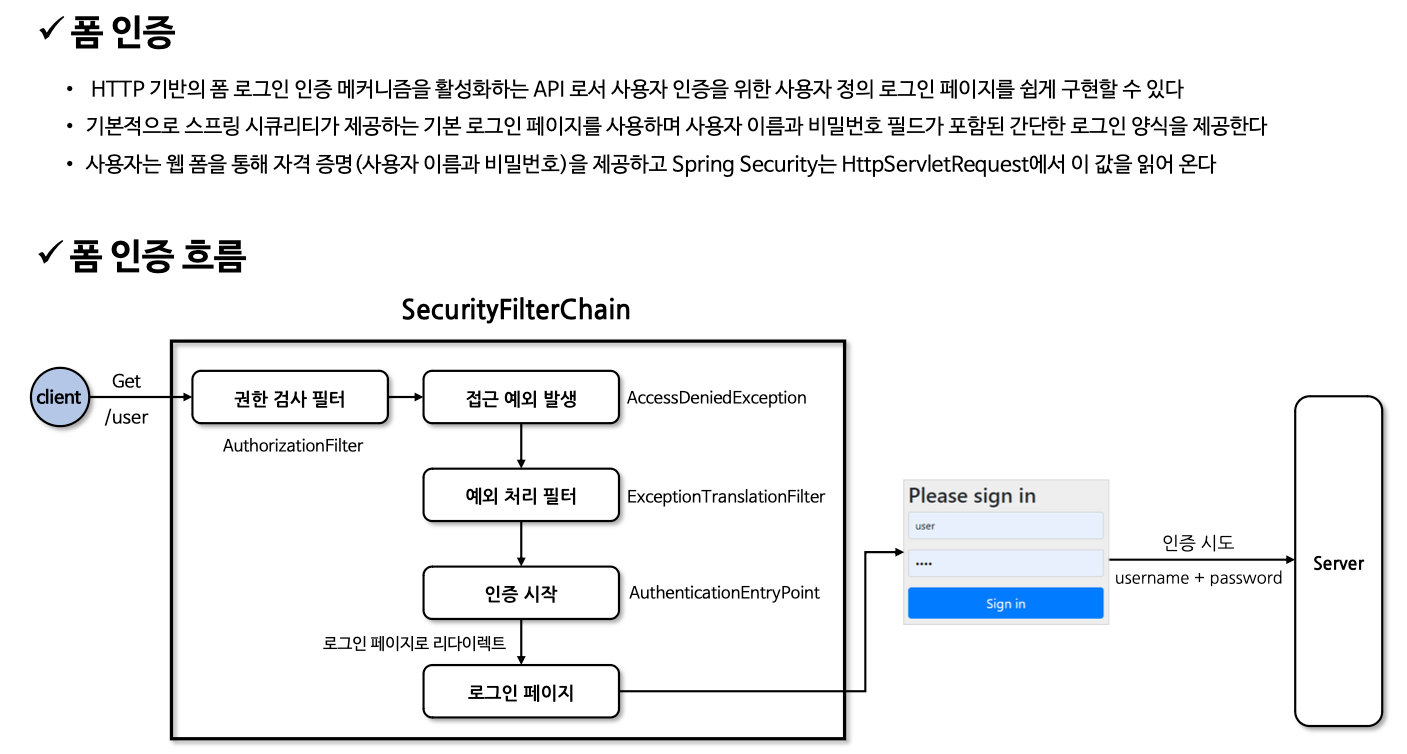 ✓ 폼 인증
• HTTP 기반의 폼 로그인 인증 메커니즘을 활성화하는 API 로서 사용자 인증을 위한 사용자 정의 로그인 페이지를 쉽게 구현할 수 있다
• 기본적으로 스프링 시큐리티가 제공하는 기본 로그인 페이지를 사용하며 사용자 이름과 비밀번호 필드가 포함된 간단한 로그인 양식을 제공한다
• 사용자는 웹 폼을 통해 자격 증명(사용자 이름과 비밀번호)을 제공하고 Spring Security는 HttpServletRequest에서 이 값을 읽어 온다
✓ 폼 인증 흐름
SecurityFilterChain
client
Get
/user
권한 검사 필터
AuthorizationFilter
접근 예외 발생
AccessDeniedException
예외 처리 필터
ExceptionTranslationFilter
인증 시작
AuthenticationEntryPoint
로그인 페이지로 리다이렉트
로그인 페이지
Please sign in
user
••••
Sign in
인증 시도
username + password
Server